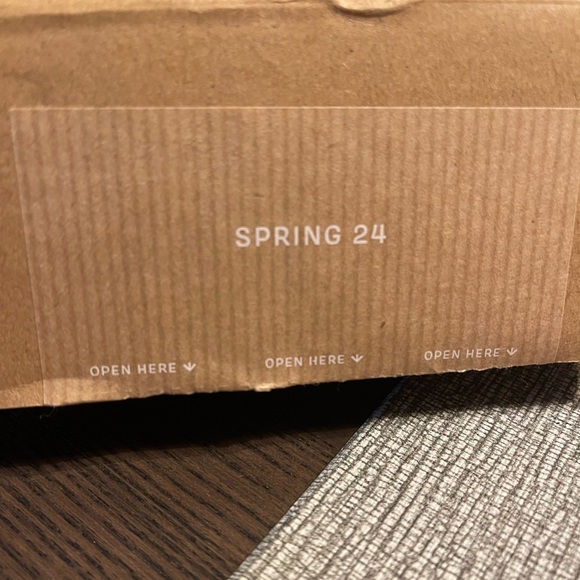 SPRING 24
OPEN HERE ↓ OPEN HERE ↓ OPEN HERE ↓